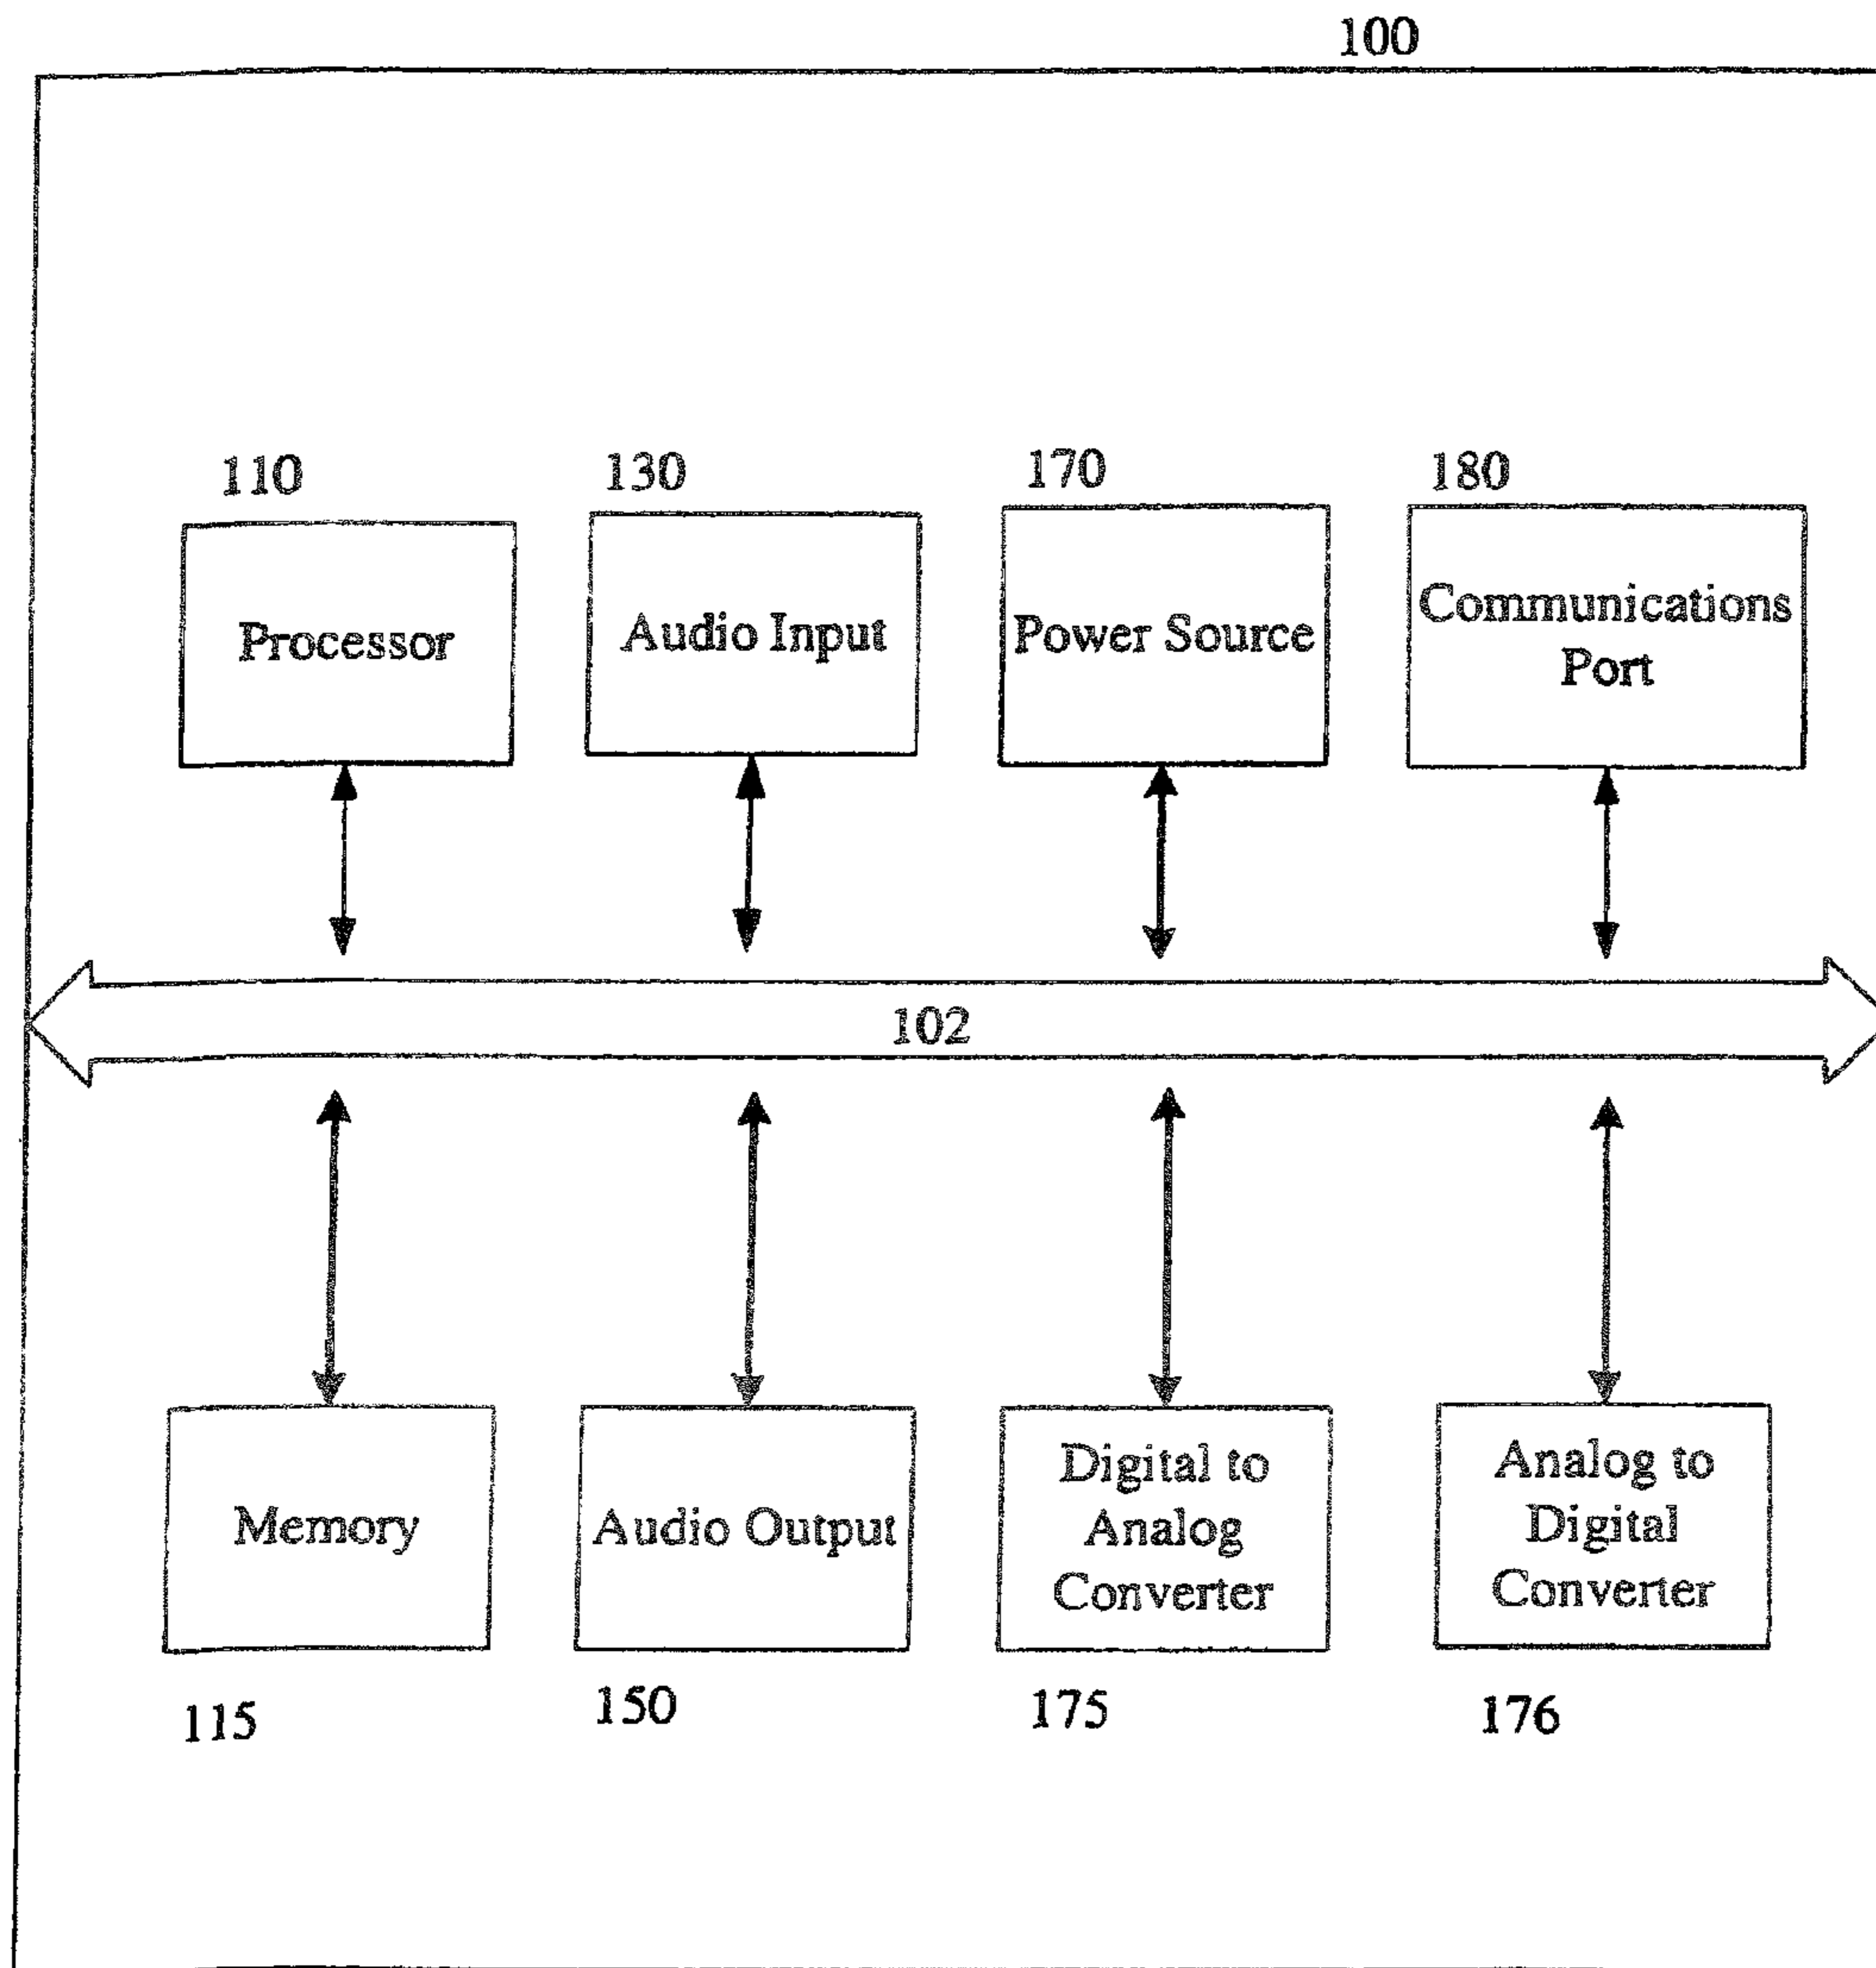 100
110
130
170
180
Processor
Audio Input
Power Source
Communications
Port
102
Memory
Audio Output
Digital to
Analog
Converter
Analog to
Digital
Converter
115
150
175
176